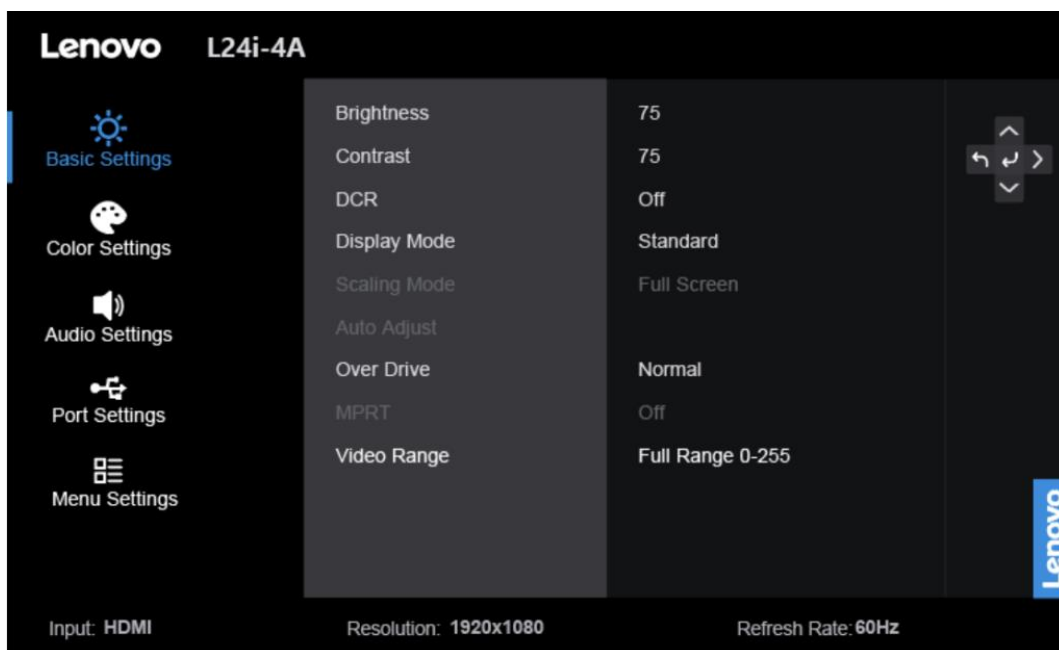 Lenovo L24i-4A
Basic Settings
Color Settings
Audio Settings
Port Settings
Menu Settings
Brightness 75
Contrast 75
DCR Off
Display Mode Standard
Scaling Mode Full Screen
Auto Adjust
Over Drive Normal
MPRT Off
Video Range Full Range 0-255
Lenovo
Input: HDMI Resolution: 1920x1080 Refresh Rate: 60Hz